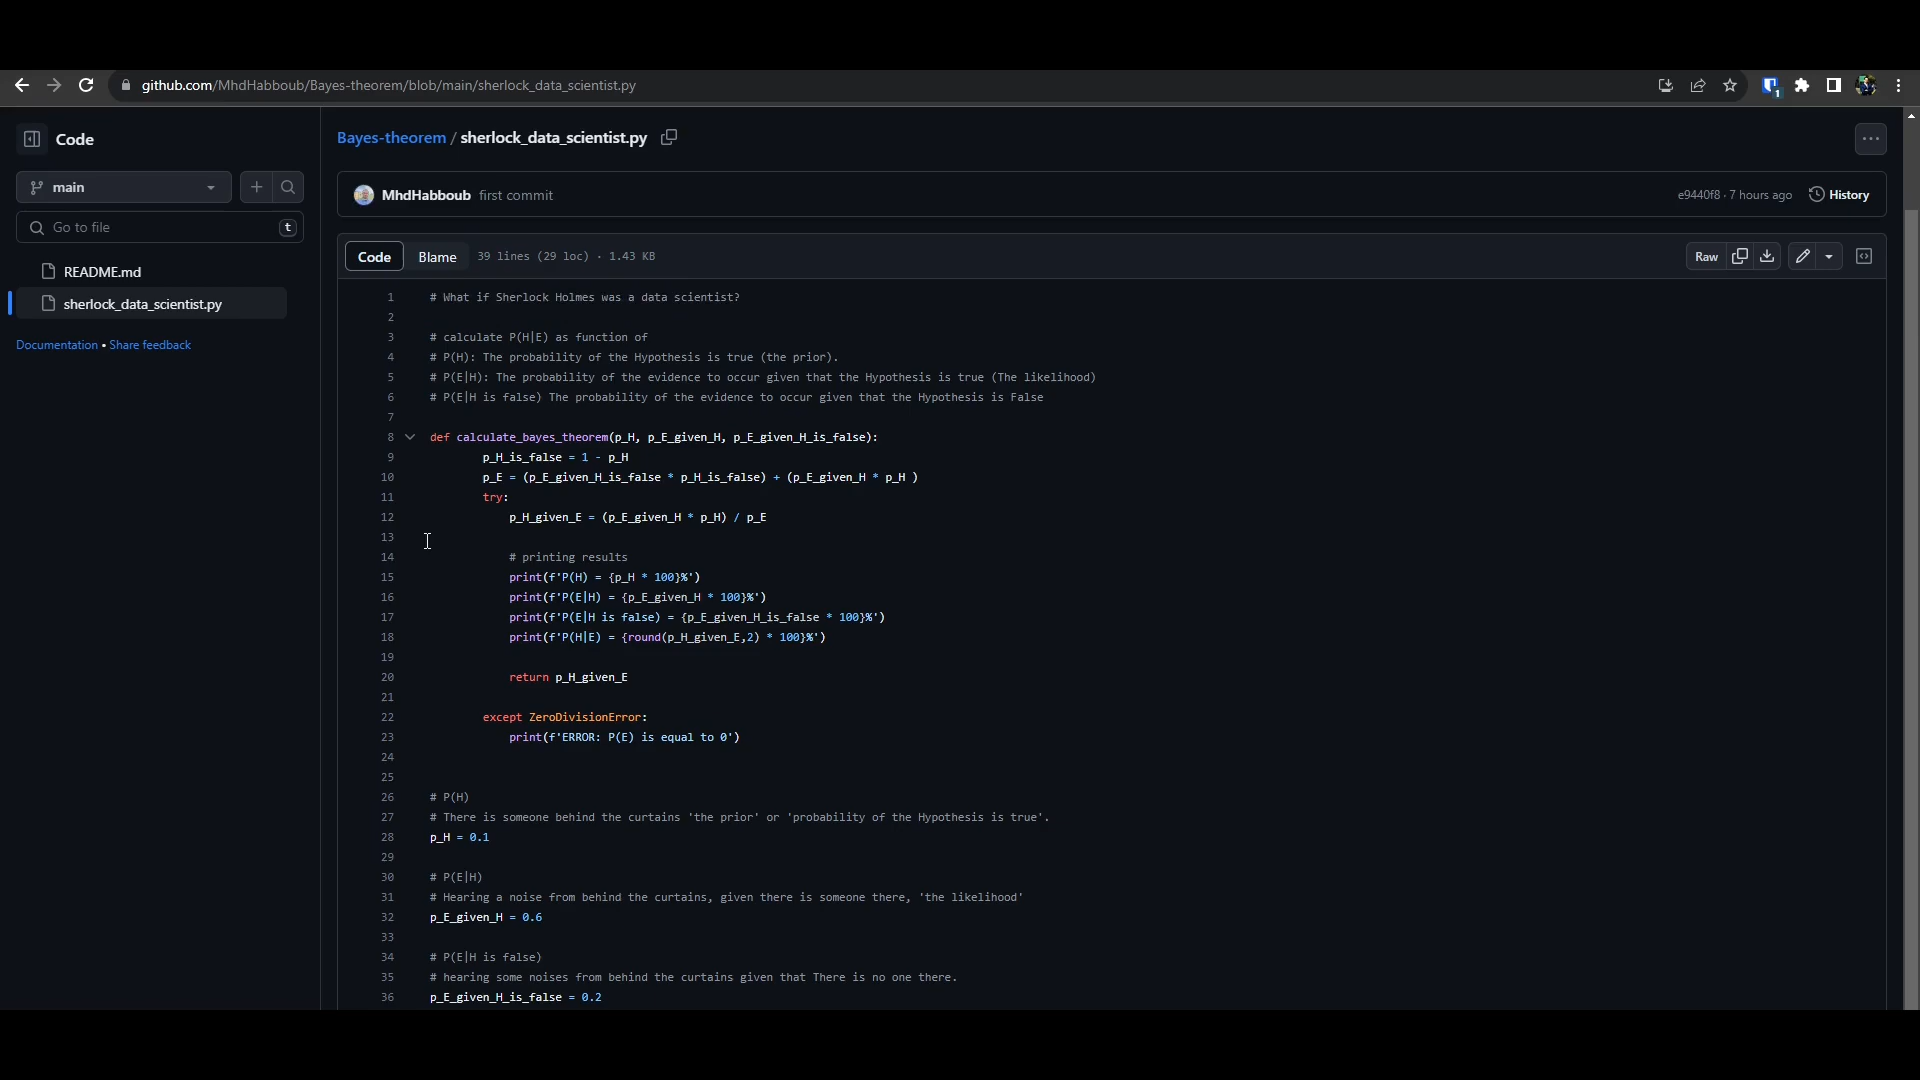 github.com/MhdHabboub/Bayes-theorem/blob/main/sherlock_data_scientist.py
1
Code
main
Go to file
t
README.md
sherlock_data_scientist.py
Documentation • Share feedback
Bayes-theorem / sherlock_data_scientist.py
MhdHabboub first commit
e9440f8 · 7 hours ago
History
Code
Blame
39 lines (29 loc) · 1.43 KB
Raw
1 # What if Sherlock Holmes was a data scientist?
2
3 # calculate P(H|E) as function of
4 # P(H): The probability of the Hypothesis is true (the prior).
5 # P(E|H): The probability of the evidence to occur given that the Hypothesis is true (The likelihood)
6 # P(E|H is false) The probability of the evidence to occur given that the Hypothesis is False
7
8 def calculate_bayes_theorem(p_H, p_E_given_H, p_E_given_H_is_false):
9 p_H_is_false = 1 - p_H
10 p_E = (p_E_given_H_is_false * p_H_is_false) + (p_E_given_H * p_H )
11 try:
12 p_H_given_E = (p_E_given_H * p_H) / p_E
13
14 # printing results
15 print(f'P(H) = {p_H * 100}%')
16 print(f'P(E|H) = {p_E_given_H * 100}%')
17 print(f'P(E|H is false) = {p_E_given_H_is_false * 100}%')
18 print(f'P(H|E) = {round(p_H_given_E,2) * 100}%')
19
20 return p_H_given_E
21
22 except ZeroDivisionError:
23 print(f'ERROR: P(E) is equal to 0')
24
25
26 # P(H)
27 # There is someone behind the curtains 'the prior' or 'probability of the Hypothesis is true'.
28 p_H = 0.1
29
30 # P(E|H)
31 # Hearing a noise from behind the curtains, given there is someone there, 'the likelihood'
32 p_E_given_H = 0.6
33
34 # P(E|H is false)
35 # hearing some noises from behind the curtains given that There is no one there.
36 p_E_given_H_is_false = 0.2